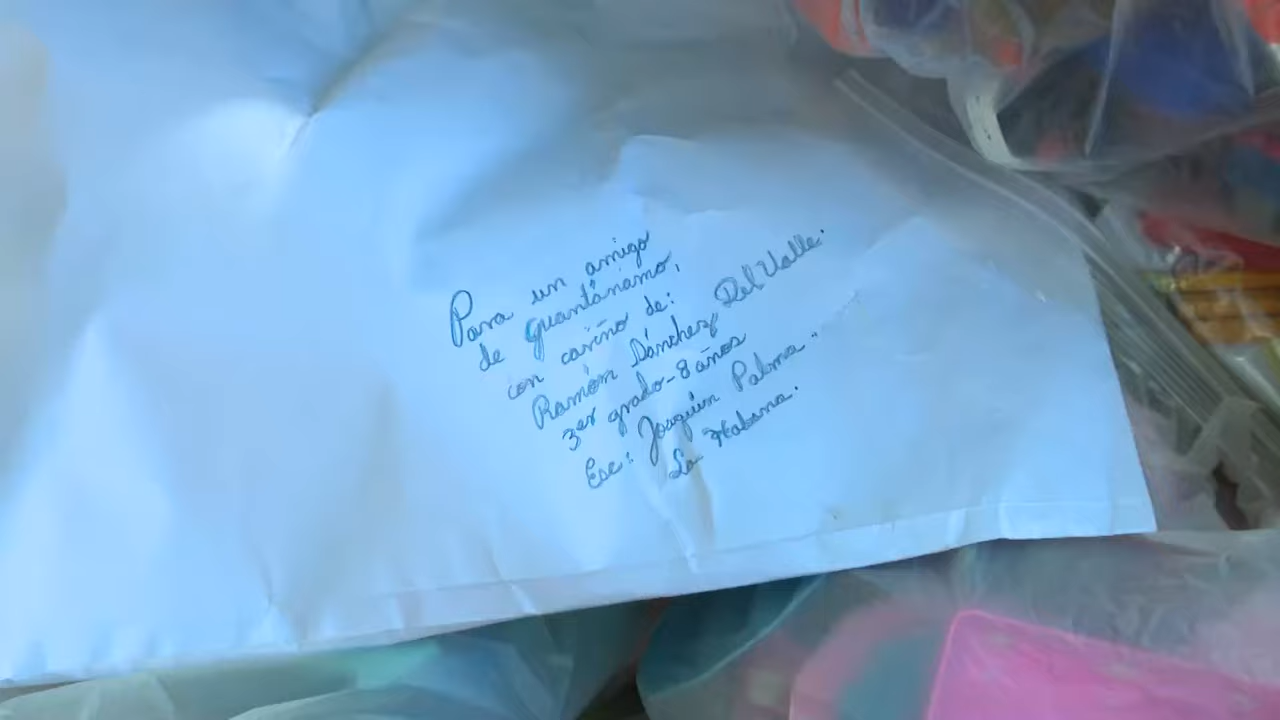 Para un amigo
de guantánamo,
con cariño de:
Ramón Sánchez Del Valle.
3er grado-8 años
Esc: Joaquín Palma.
La Habana.